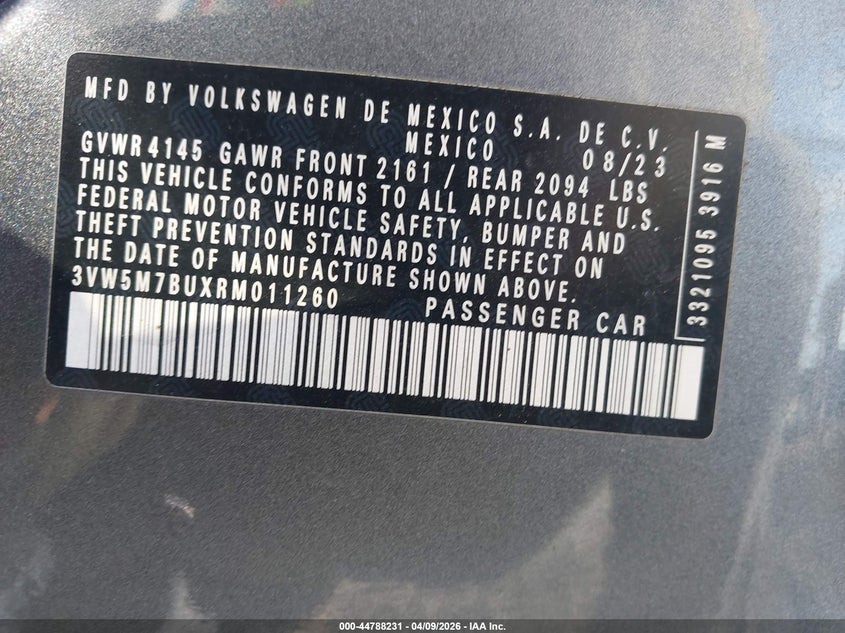 MFD BY VOLKSWAGEN DE MEXICO S.A. DE C.V.
MEXICO 08/23
GVWR 4145 GAWR FRONT 2161 / REAR 2094 LBS
THIS VEHICLE CONFORMS TO ALL APPLICABLE U.S.
FEDERAL MOTOR VEHICLE SAFETY, BUMPER AND
THEFT PREVENTION STANDARDS IN EFFECT ON
THE DATE OF MANUFACTURE SHOWN ABOVE.
3VW5M7BUXRM011260
PASSENGER CAR
3321095 3916 M
000-44788231 - 04/09/2026 - IAA Inc.